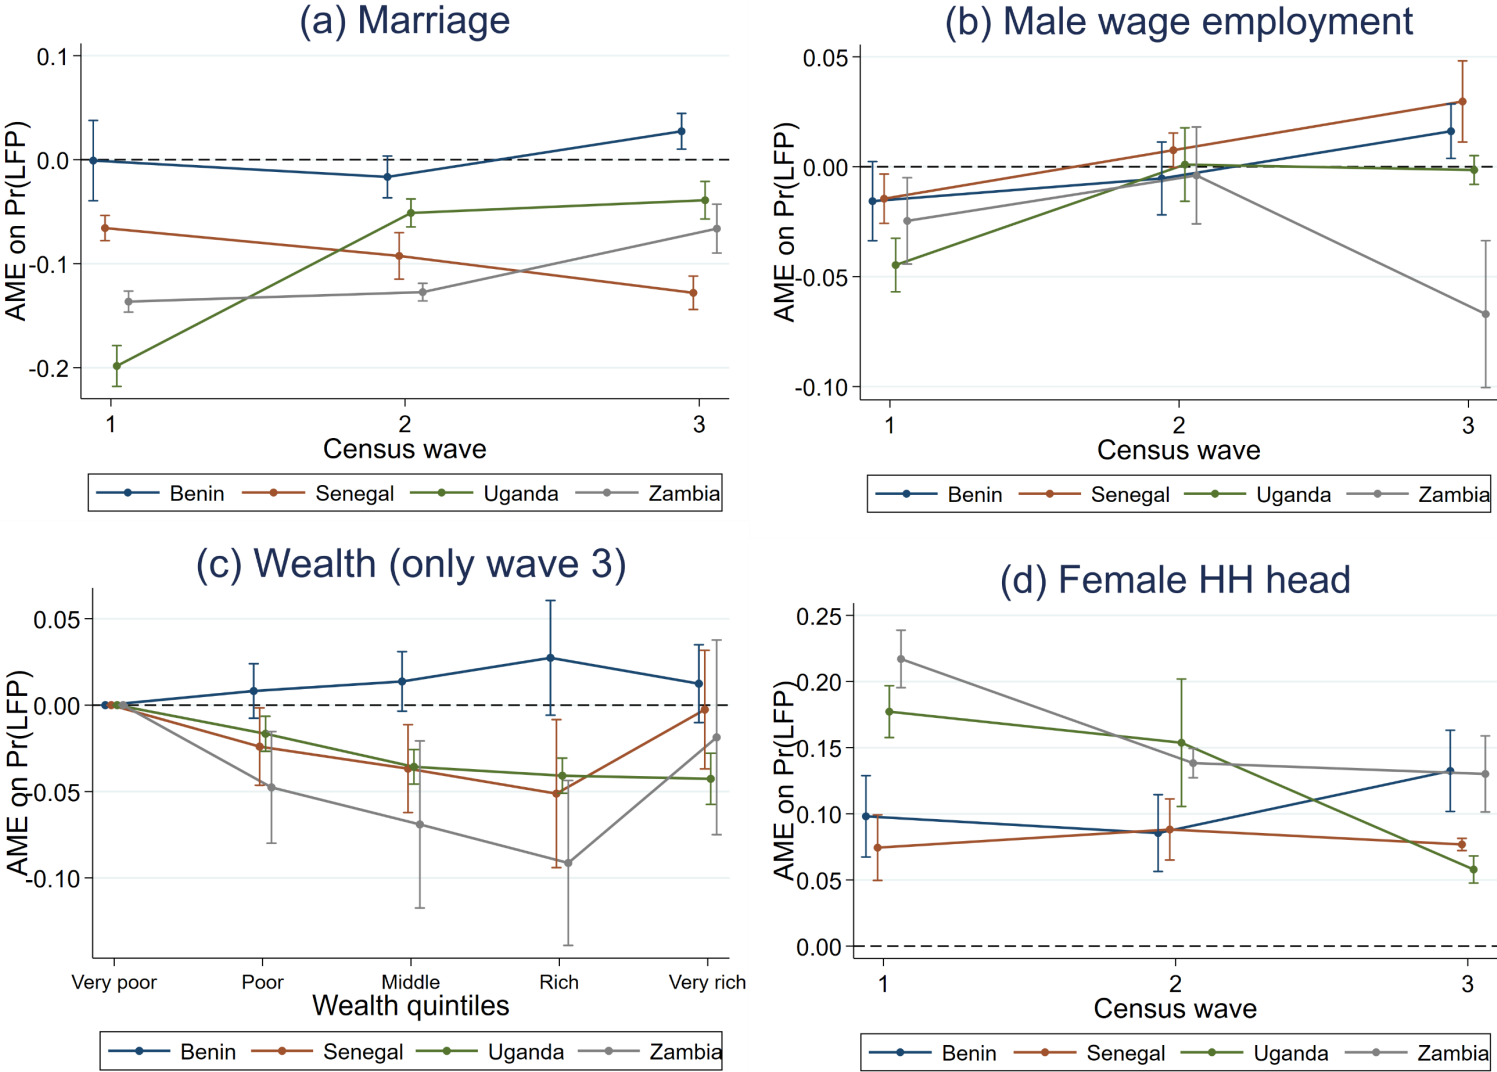 (a) Marriage
AME on Pr(LFP)
0.1
0.0
-0.1
-0.2
1 2 3
Census wave
Benin Senegal Uganda Zambia
(b) Male wage employment
AME on Pr(LFP)
0.05
0.00
-0.05
-0.10
1 2 3
Census wave
Benin Senegal Uganda Zambia
(c) Wealth (only wave 3)
AME on Pr(LFP)
0.05
0.00
-0.05
-0.10
Very poor Poor Middle Rich Very rich
Wealth quintiles
Benin Senegal Uganda Zambia
(d) Female HH head
AME on Pr(LFP)
0.25
0.20
0.15
0.10
0.05
0.00
1 2 3
Census wave
Benin Senegal Uganda Zambia